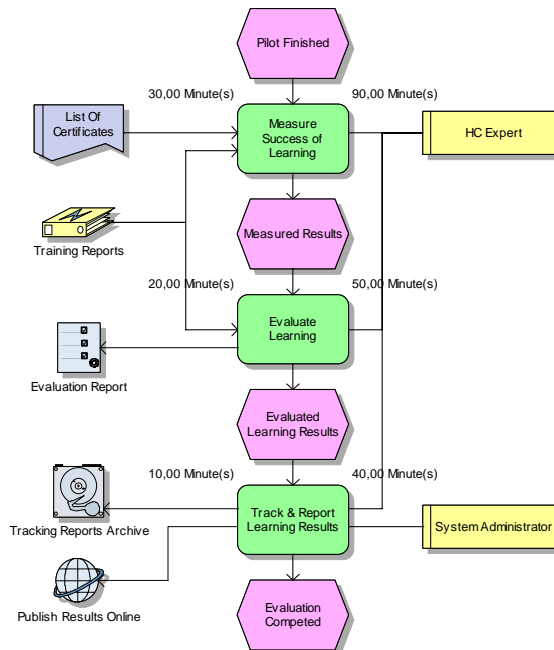 Pilot Finished
30,00 Minute(s)
90,00 Minute(s)
List Of
Certificates
Measure
Success of
Learning
HC Expert
Training Reports
Measured Results
20,00 Minute(s)
50,00 Minute(s)
Evaluate
Learning
Evaluation Report
Evaluated
Learning Results
10,00 Minute(s)
40,00 Minute(s)
Tracking Reports Archive
Track & Report
Learning Results
System Administrator
Publish Results Online
Evaluation
Competed